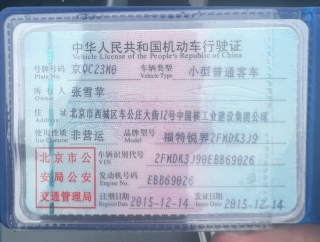 中华人民共和国机动车行驶证
Vehicle License of the People's Republic of China
号牌号码 京QC23M8 车辆类型 小型普通客车
Plate No. Vehicle Type
所有人 张雪苹
Owner
住址 北京市西城区车公庄大街12号中国核工业建设集团公司
Address
使用性质 非营运 品牌型号 福特锐界2FMDK3J9
Use Character Model
北京市公安局公安交通管理局
车辆识别代号 2FMDK3J90EBB69026
VIN
发动机号码 EBB69026
Engine No.
注册日期 2015-12-14 发证日期 2015-12-14
Register Date Issue Date